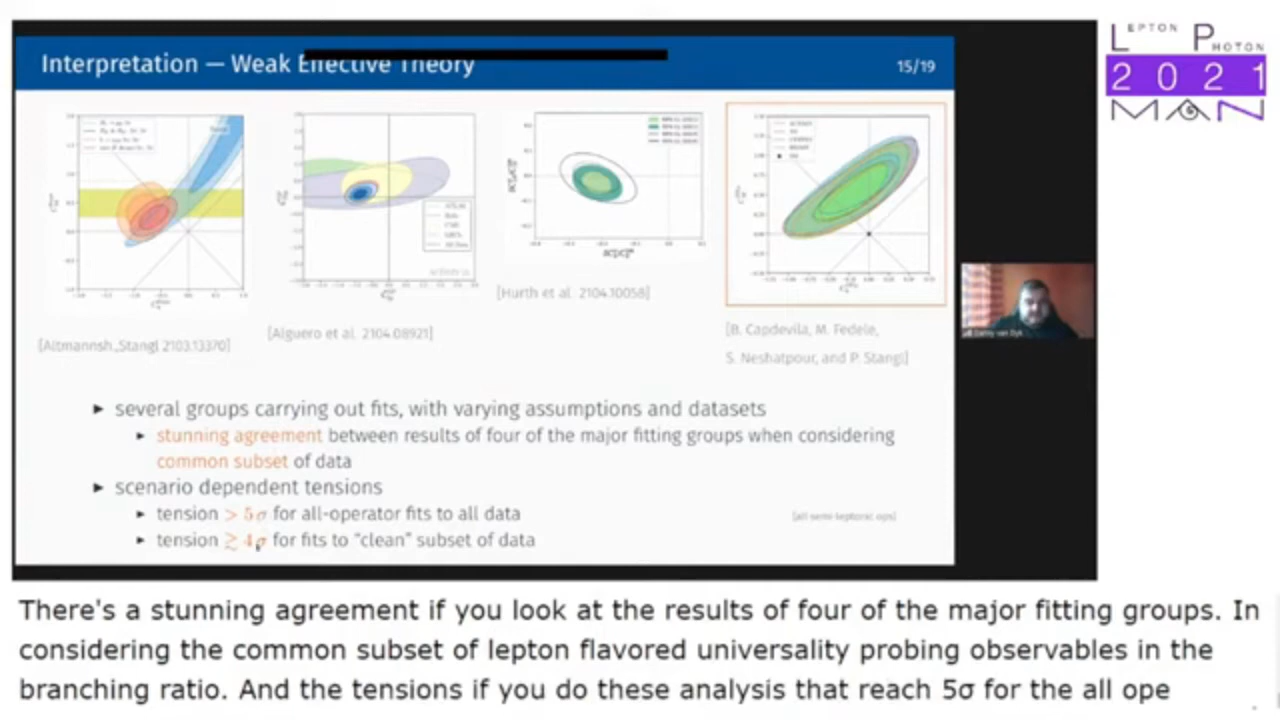 Interpretation — Weak Effective Theory
15/19
LEPTON PHOTON
2021
MAN
[Altmannsh.,Stangl 2103.13370]
[Alguero et al. 2104.08921]
[Hurth et al. 2104.10058]
[B. Capdevila, M. Fedele,
S. Neshatpour, and P. Stangl]
► several groups carrying out fits, with varying assumptions and datasets
► stunning agreement between results of four of the major fitting groups when considering
common subset of data
► scenario dependent tensions
► tension > 5σ for all-operator fits to all data
[all semi-leptonic ops]
► tension ≳ 4σ for fits to "clean" subset of data
There's a stunning agreement if you look at the results of four of the major fitting groups. In
considering the common subset of lepton flavored universality probing observables in the
branching ratio. And the tensions if you do these analysis that reach 5σ for the all ope